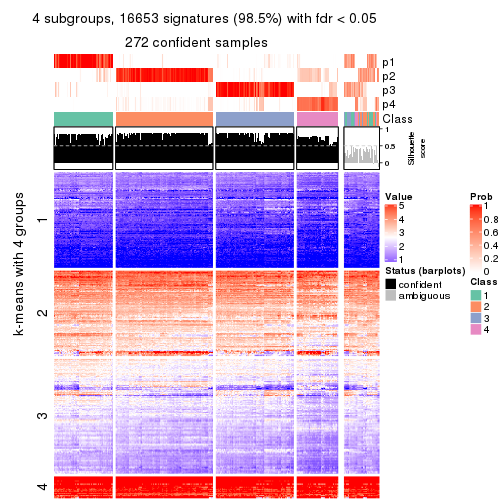 4 subgroups, 16653 signatures (98.5%) with fdr < 0.05
272 confident samples
p1
p2
p3
p4
Class
1
0.5
0
Silhouette
score
k-means with 4 groups
1
2
3
4
Value
5
4
3
2
1
Status (barplots)
confident
ambiguous
Prob
1
0.8
0.6
0.4
0.2
0
Class
1
2
3
4